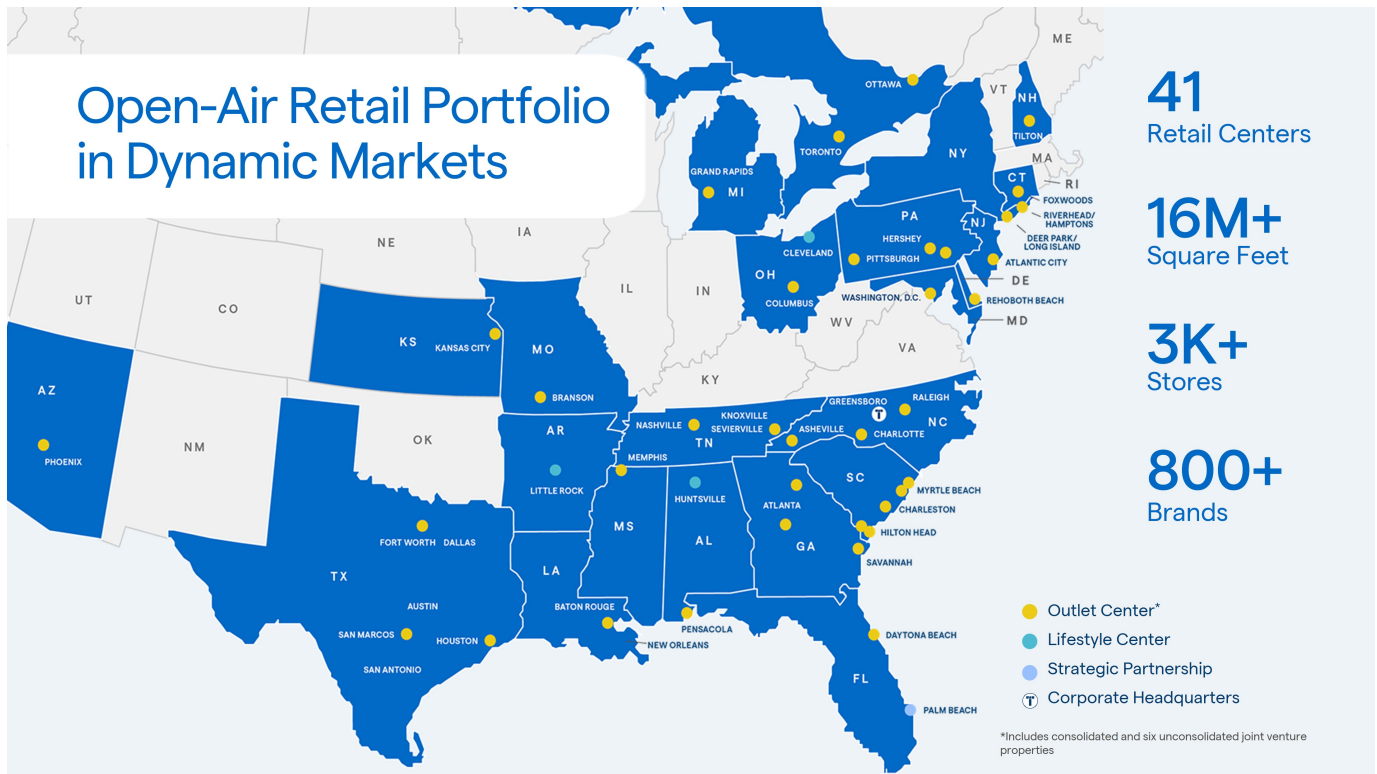 Open-Air Retail Portfolio
in Dynamic Markets
41
Retail Centers
16M+
Square Feet
3K+
Stores
800+
Brands
ME
VT
NH
TILTON
OTTAWA
TORONTO
NY
MA
RI
CT
FOXWOODS
RIVERHEAD/
HAMPTONS
DEER PARK/
LONG ISLAND
GRAND RAPIDS
MI
PA
NJ
HERSHEY
PITTSBURGH
ATLANTIC CITY
CLEVELAND
OH
COLUMBUS
WASHINGTON, D.C.
DE
REHOBOTH BEACH
MD
NE
IA
IL
IN
WV
VA
KY
UT
CO
KS
KANSAS CITY
MO
BRANSON
AZ
PHOENIX
NM
OK
AR
LITTLE ROCK
NASHVILLE
KNOXVILLE
SEVIERVILLE
TN
MEMPHIS
GREENSBORO
T
RALEIGH
NC
ASHEVILLE
CHARLOTTE
SC
MYRTLE BEACH
CHARLESTON
HILTON HEAD
SAVANNAH
HUNTSVILLE
ATLANTA
MS
AL
GA
FORT WORTH
DALLAS
TX
AUSTIN
SAN MARCOS
HOUSTON
SAN ANTONIO
LA
BATON ROUGE
NEW ORLEANS
PENSACOLA
DAYTONA BEACH
FL
PALM BEACH
Outlet Center*
Lifestyle Center
Strategic Partnership
T
Corporate Headquarters
*Includes consolidated and six unconsolidated joint venture
properties